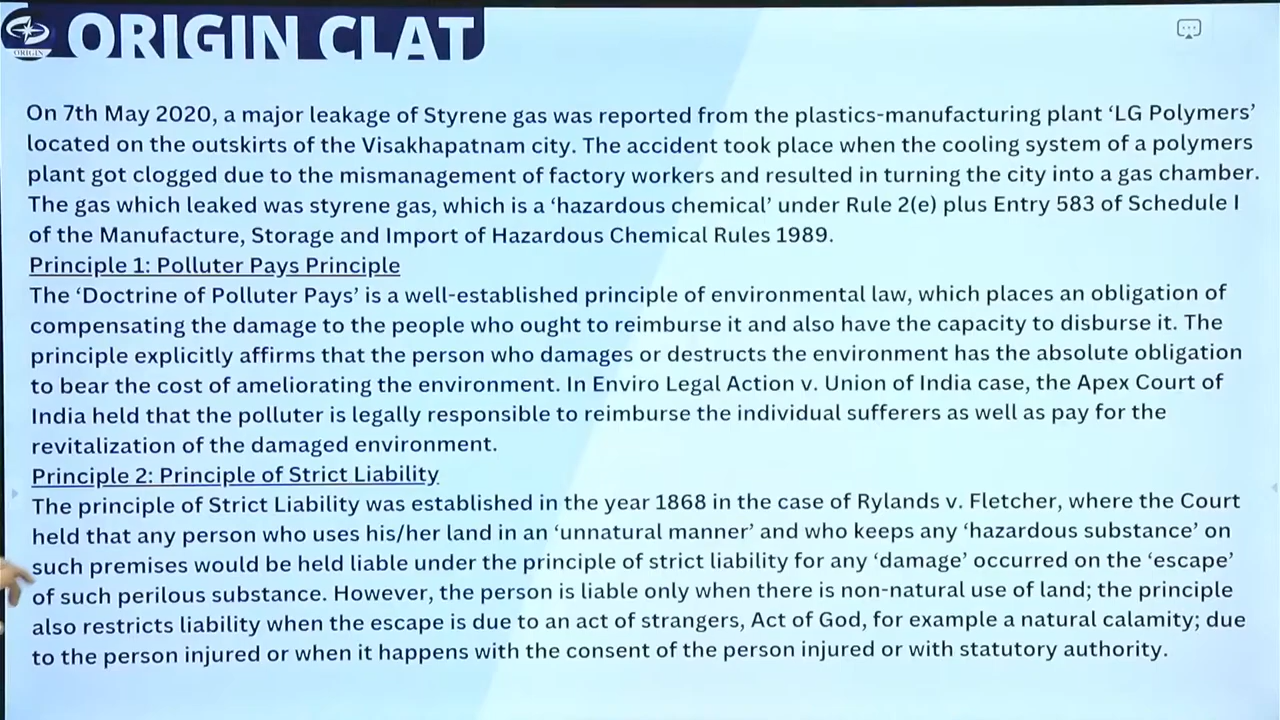 ORIGIN CLAT
ORIGIN
On 7th May 2020, a major leakage of Styrene gas was reported from the plastics-manufacturing plant ‘LG Polymers’
located on the outskirts of the Visakhapatnam city. The accident took place when the cooling system of a polymers
plant got clogged due to the mismanagement of factory workers and resulted in turning the city into a gas chamber.
The gas which leaked was styrene gas, which is a ‘hazardous chemical’ under Rule 2(e) plus Entry 583 of Schedule I
of the Manufacture, Storage and Import of Hazardous Chemical Rules 1989.
Principle 1: Polluter Pays Principle
The ‘Doctrine of Polluter Pays’ is a well-established principle of environmental law, which places an obligation of
compensating the damage to the people who ought to reimburse it and also have the capacity to disburse it. The
principle explicitly affirms that the person who damages or destructs the environment has the absolute obligation
to bear the cost of ameliorating the environment. In Enviro Legal Action v. Union of India case, the Apex Court of
India held that the polluter is legally responsible to reimburse the individual sufferers as well as pay for the
revitalization of the damaged environment.
Principle 2: Principle of Strict Liability
The principle of Strict Liability was established in the year 1868 in the case of Rylands v. Fletcher, where the Court
held that any person who uses his/her land in an ‘unnatural manner’ and who keeps any ‘hazardous substance’ on
such premises would be held liable under the principle of strict liability for any ‘damage’ occurred on the ‘escape’
of such perilous substance. However, the person is liable only when there is non-natural use of land; the principle
also restricts liability when the escape is due to an act of strangers, Act of God, for example a natural calamity; due
to the person injured or when it happens with the consent of the person injured or with statutory authority.